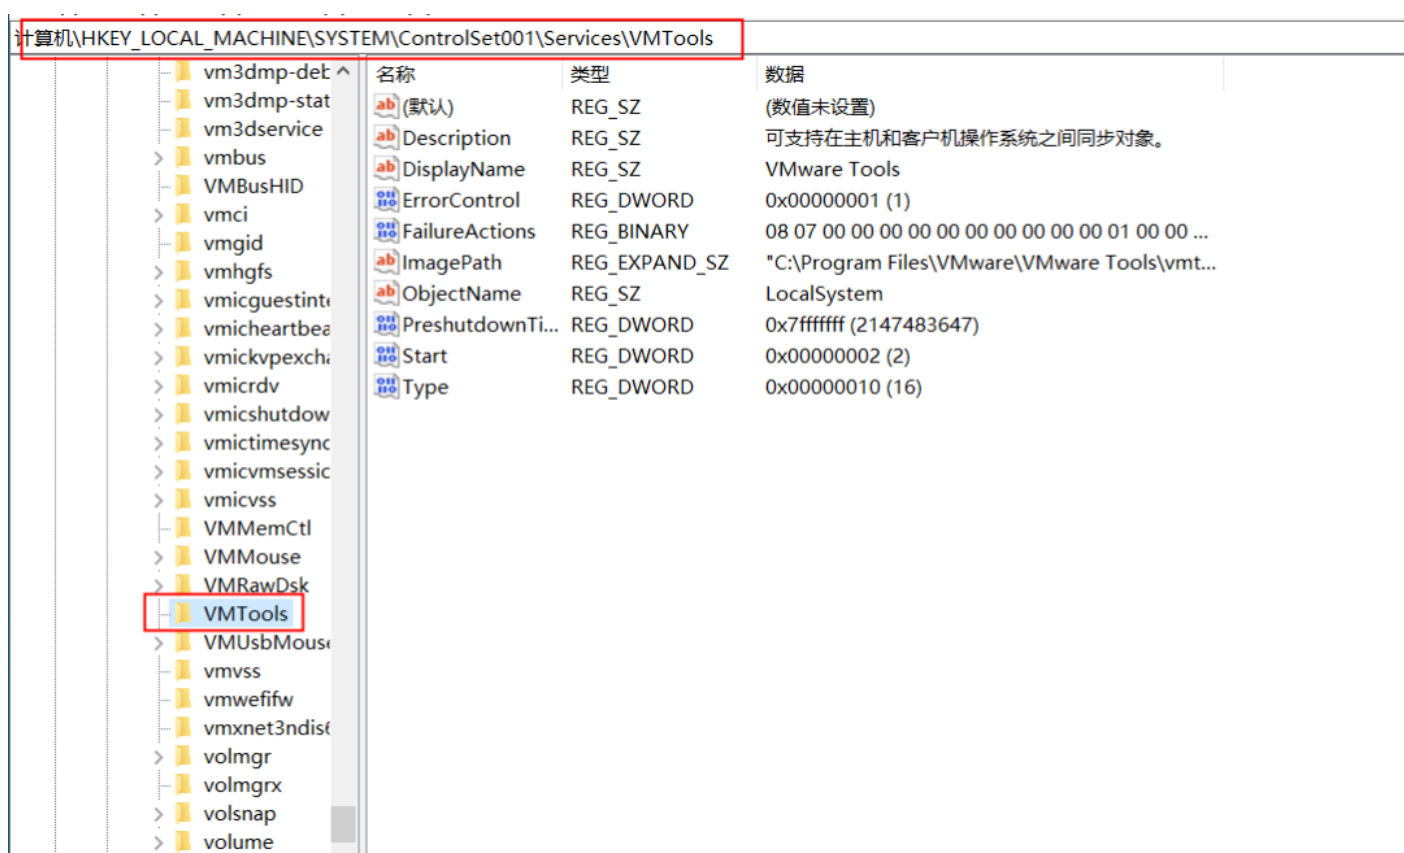 计算机\HKEY_LOCAL_MACHINE\SYSTEM\ControlSet001\Services\VMTools
vm3dmp-deb
vm3dmp-stat
vm3dservice
vmbus
VMBusHID
vmci
vmgid
vmhgfs
vmicguestinte
vmicheartbea
vmickvpexcha
vmicrdv
vmicshutdow
vmictimesync
vmicvmsessic
vmicvss
VMMemCtl
VMMouse
VMRawDsk
VMTools
VMUsbMouse
vmvss
vmwefifw
vmxnet3ndis6
volmgr
volmgrx
volsnap
volume
名称 类型 数据
(默认) REG_SZ (数值未设置)
Description REG_SZ 可支持在主机和客户机操作系统之间同步对象。
DisplayName REG_SZ VMware Tools
ErrorControl REG_DWORD 0x00000001 (1)
FailureActions REG_BINARY 08 07 00 00 00 00 00 00 00 00 00 00 01 00 00 ...
ImagePath REG_EXPAND_SZ "C:\Program Files\VMware\VMware Tools\vmt...
ObjectName REG_SZ LocalSystem
PreshutdownTi... REG_DWORD 0x7fffffff (2147483647)
Start REG_DWORD 0x00000002 (2)
Type REG_DWORD 0x00000010 (16)